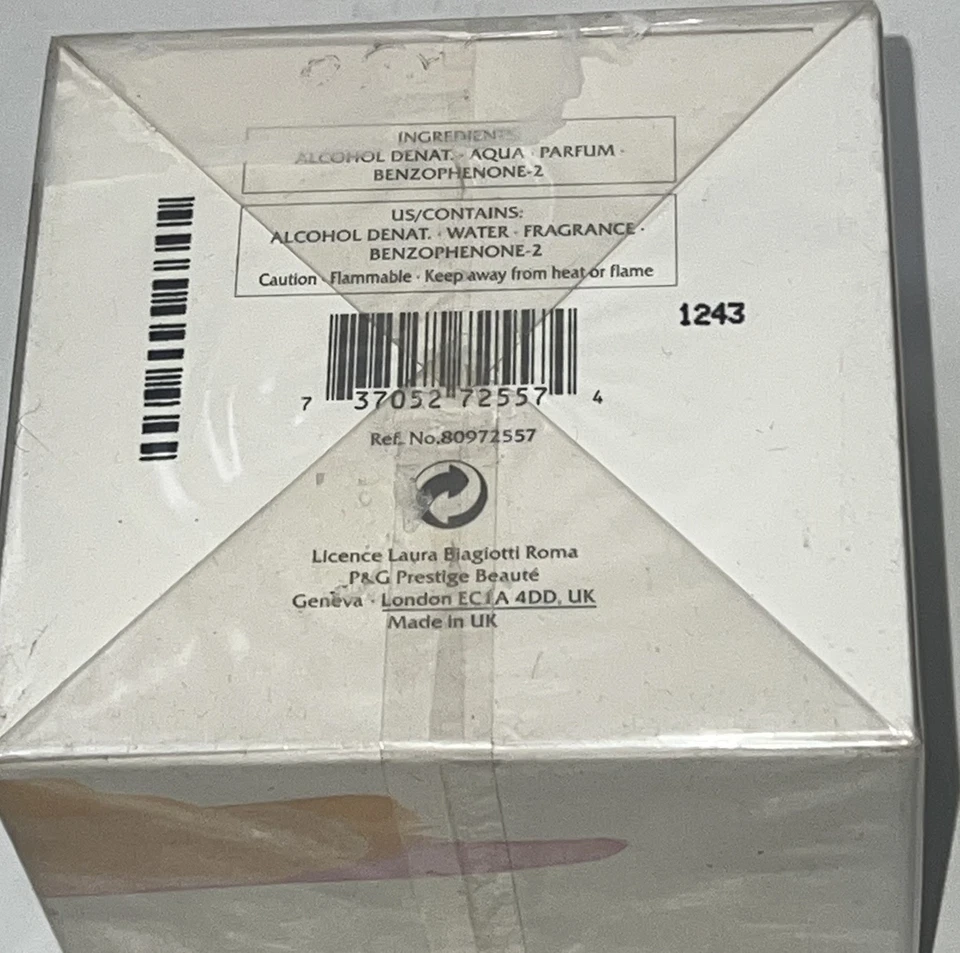 INGREDIENTS
ALCOHOL DENAT. · AQUA · PARFUM ·
BENZOPHENONE-2
US/CONTAINS:
ALCOHOL DENAT. · WATER · FRAGRANCE ·
BENZOPHENONE-2
Caution · Flammable · Keep away from heat or flame
1243
7 37052 72557 4
Ref. No.80972557
Licence Laura Biagiotti Roma
P&G Prestige Beauté
Genèva · London EC1A 4DD, UK
Made in UK